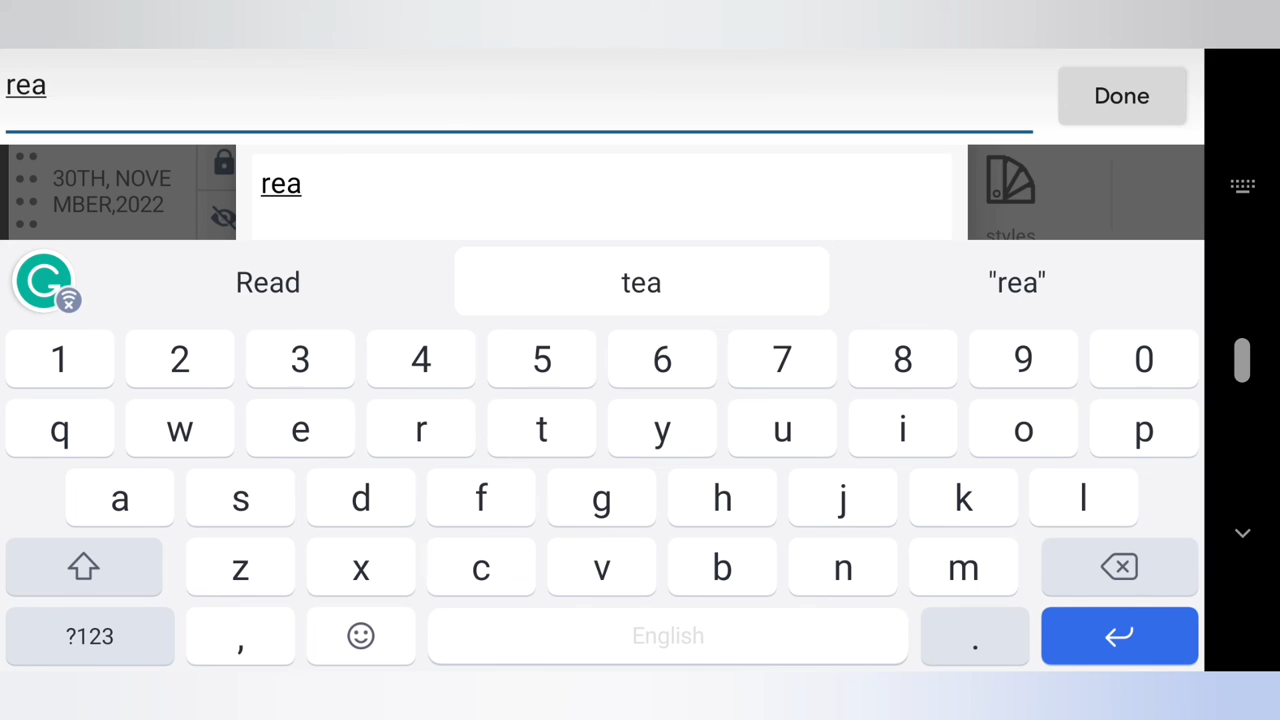 rea
Done
30TH, NOVE
MBER,2022
rea
styles
Read tea "rea"
1 2 3 4 5 6 7 8 9 0
q w e r t y u i o p
a s d f g h j k l
z x c v b n m
?123 , English .